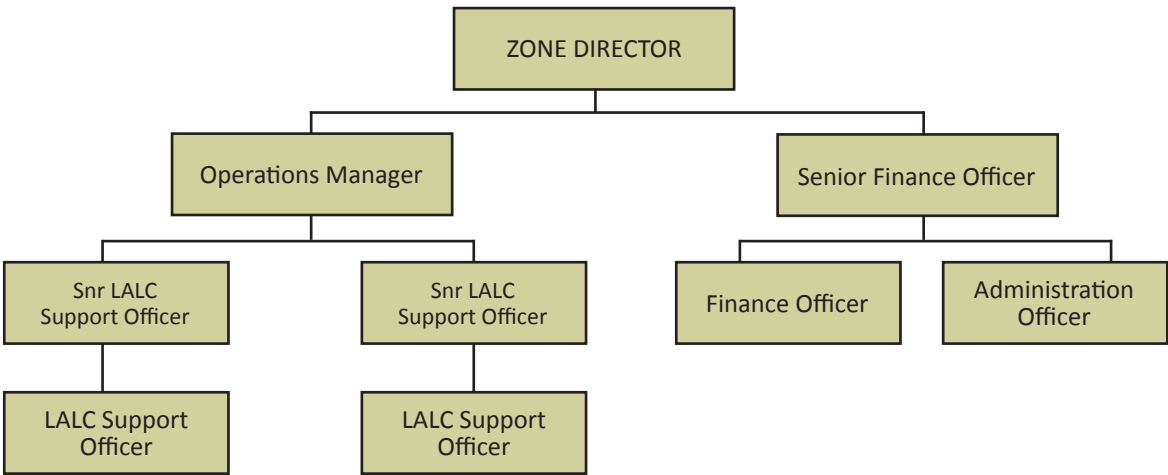 ZONE DIRECTOR
Operations Manager
Senior Finance Officer
Snr LALC
Support Officer
Snr LALC
Support Officer
Finance Officer
Administration
Officer
LALC Support
Officer
LALC Support
Officer